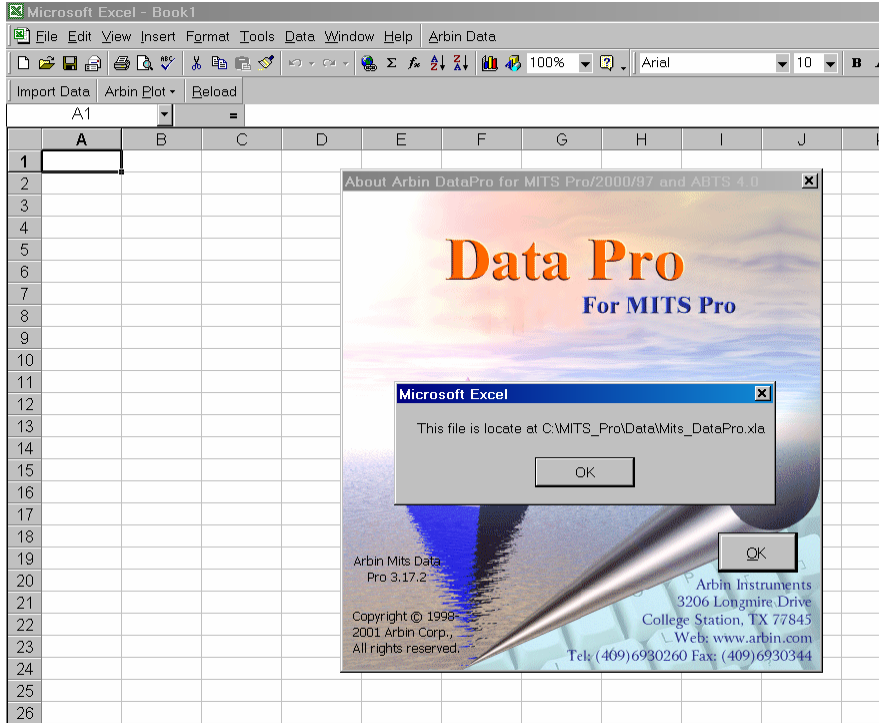 Microsoft Excel - Book1
File Edit View Insert Format Tools Data Window Help Arbin Data
100% Arial 10 B
Import Data Arbin Plot Reload
A1 =
A B C D E F G H I J
1
2
3
4
5
6
7
8
9
10
11
12
13
14
15
16
17
18
19
20
21
22
23
24
25
26
About Arbin DataPro for MITS Pro/2000/97 and ABTS 4.0
Data Pro
For MITS Pro
Microsoft Excel
This file is locate at C:\MITS_Pro\Data\Mits_DataPro.xla
OK
OK
Arbin Mits Data
Pro 3.17.2
Copyright © 1998-
2001 Arbin Corp.,
All rights reserved.
Arbin Instruments
3206 Longmire Drive
College Station, TX 77845
Web: www.arbin.com
Tel: (409)6930260 Fax: (409)6930344